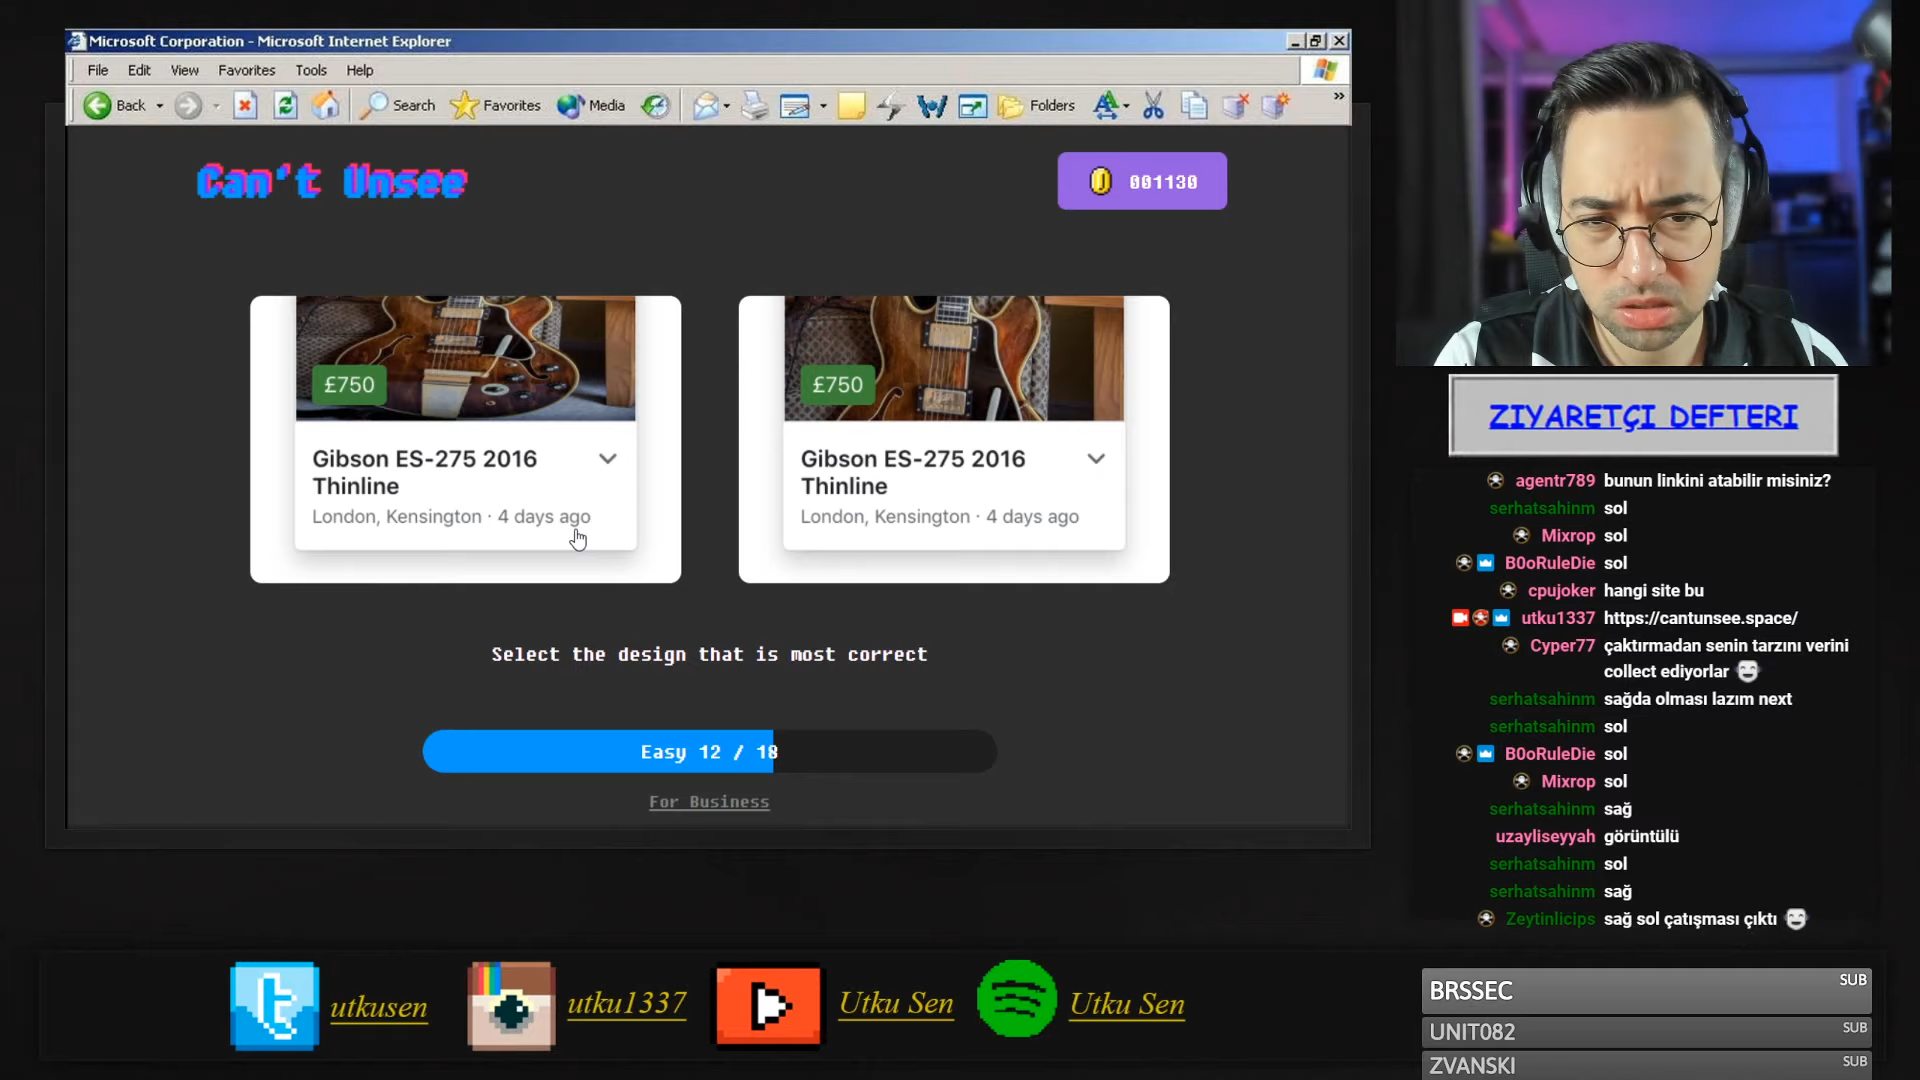 Microsoft Corporation - Microsoft Internet Explorer
File Edit View Favorites Tools Help
Back Search Favorites Media Folders
Can't Unsee
001130
£750
Gibson ES-275 2016
Thinline
London, Kensington · 4 days ago
£750
Gibson ES-275 2016
Thinline
London, Kensington · 4 days ago
Select the design that is most correct
Easy 12 / 18
For Business
ZIYARETÇI DEFTERI
agentr789 bunun linkini atabilir misiniz?
serhatsahinm sol
Mixrop sol
B0oRuleDie sol
cpujoker hangi site bu
utku1337 https://cantunsee.space/
Cyper77 çaktırmadan senin tarzını verini
collect ediyorlar
serhatsahinm sağda olması lazım next
serhatsahinm sol
B0oRuleDie sol
Mixrop sol
serhatsahinm sağ
uzayliseyyah görüntülü
serhatsahinm sol
serhatsahinm sağ
Zeytinlicips sağ sol çatışması çıktı
utkusen
utku1337
Utku Sen
Utku Sen
BRSSEC SUB
UNIT082 SUB
ZVANSKI SUB